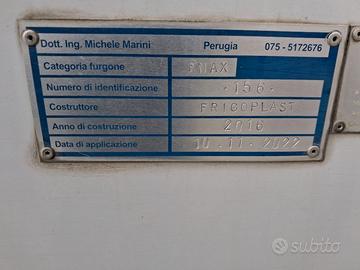 Dott. Ing. Michele Marini Perugia 075 - 5172676
Categoria furgone FNAX
Numero di identificazione -156-
Costruttore FRIGOPLAST
Anno di costruzione 2016
Data di applicazione 10.11.2022
subito